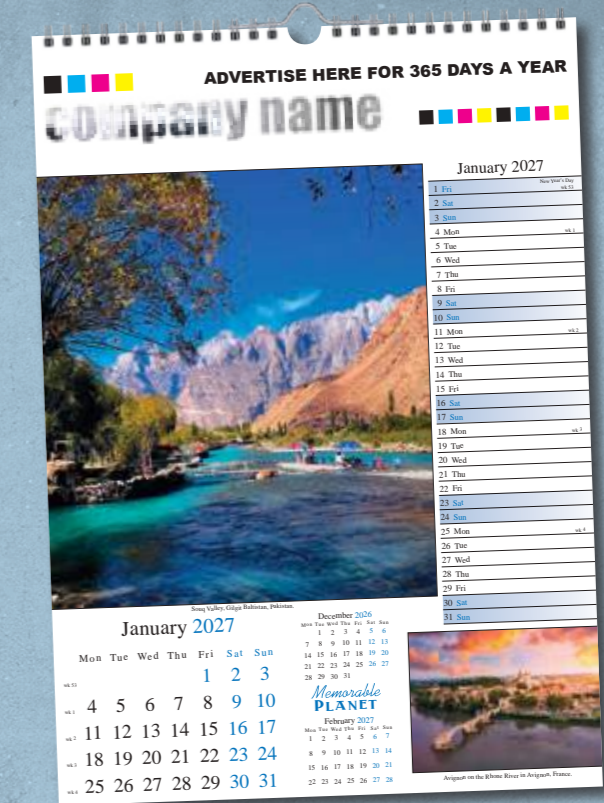 ADVERTISE HERE FOR 365 DAYS A YEAR
company name
January 2027
New Year's Day
1 Fri wk 53
2 Sat
3 Sun
4 Mon wk 1
5 Tue
6 Wed
7 Thu
8 Fri
9 Sat
10 Sun
11 Mon wk 2
12 Tue
13 Wed
14 Thu
15 Fri
16 Sat
17 Sun
18 Mon wk 3
19 Tue
20 Wed
21 Thu
22 Fri
23 Sat
24 Sun
25 Mon wk 4
26 Tue
27 Wed
28 Thu
29 Fri
30 Sat
31 Sun
Souq Valley, Gilgit Baltistan, Pakistan.
January 2027
Mon Tue Wed Thu Fri Sat Sun
wk 53 1 2 3
wk 1 4 5 6 7 8 9 10
wk 2 11 12 13 14 15 16 17
wk 3 18 19 20 21 22 23 24
wk 4 25 26 27 28 29 30 31
December 2026
Mon Tue Wed Thu Fri Sat Sun
1 2 3 4 5 6
7 8 9 10 11 12 13
14 15 16 17 18 19 20
21 22 23 24 25 26 27
28 29 30 31
Memorable
PLANET
February 2027
Mon Tue Wed Thu Fri Sat Sun
1 2 3 4 5 6 7
8 9 10 11 12 13 14
15 16 17 18 19 20 21
22 23 24 25 26 27 28
Avignon on the Rhone River in Avignon, France.